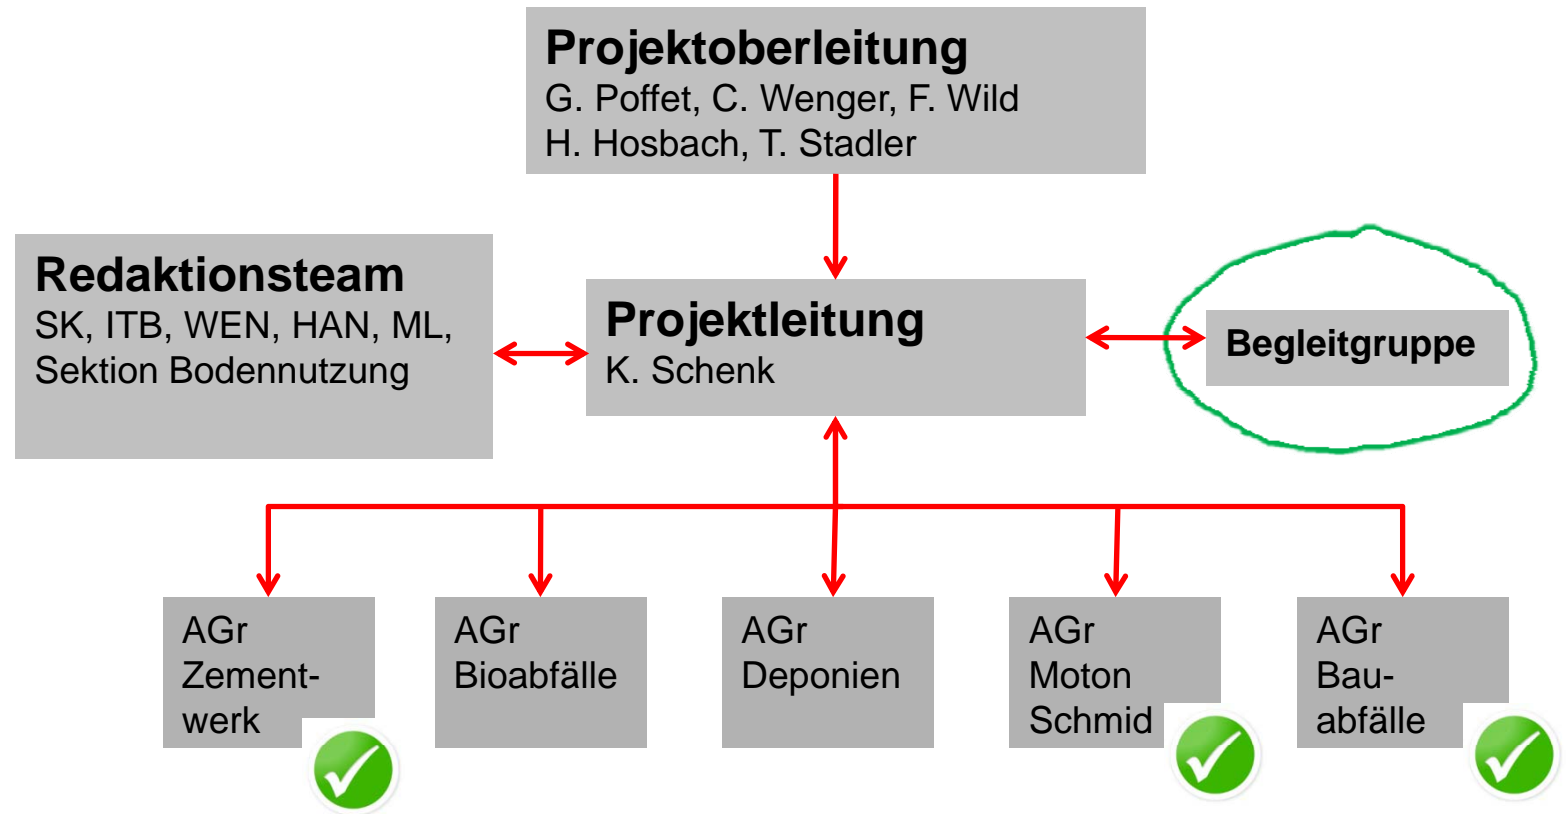 Projektoberleitung
G. Poffet, C. Wenger, F. Wild
H. Hosbach, T. Stadler
Redaktionsteam
SK, ITB, WEN, HAN, ML,
Sektion Bodennutzung
Projektleitung
K. Schenk
Begleitgruppe
AGr
Zement-
werk
AGr
Bioabfälle
AGr
Deponien
AGr
Moton
Schmid
AGr
Bau-
abfälle